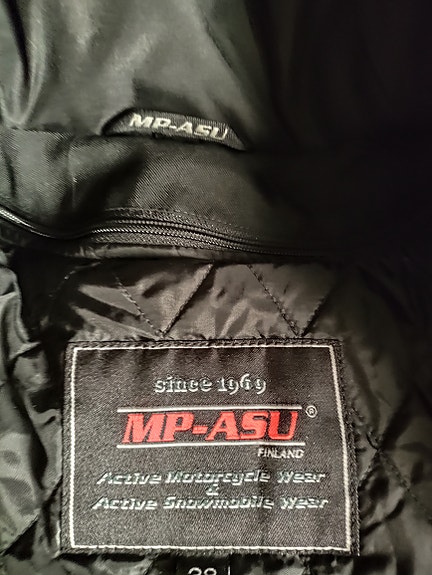 MP-ASU
since 1969
MP-ASU®
FINLAND
Active Motorcycle Wear
&
Active Snowmobile Wear